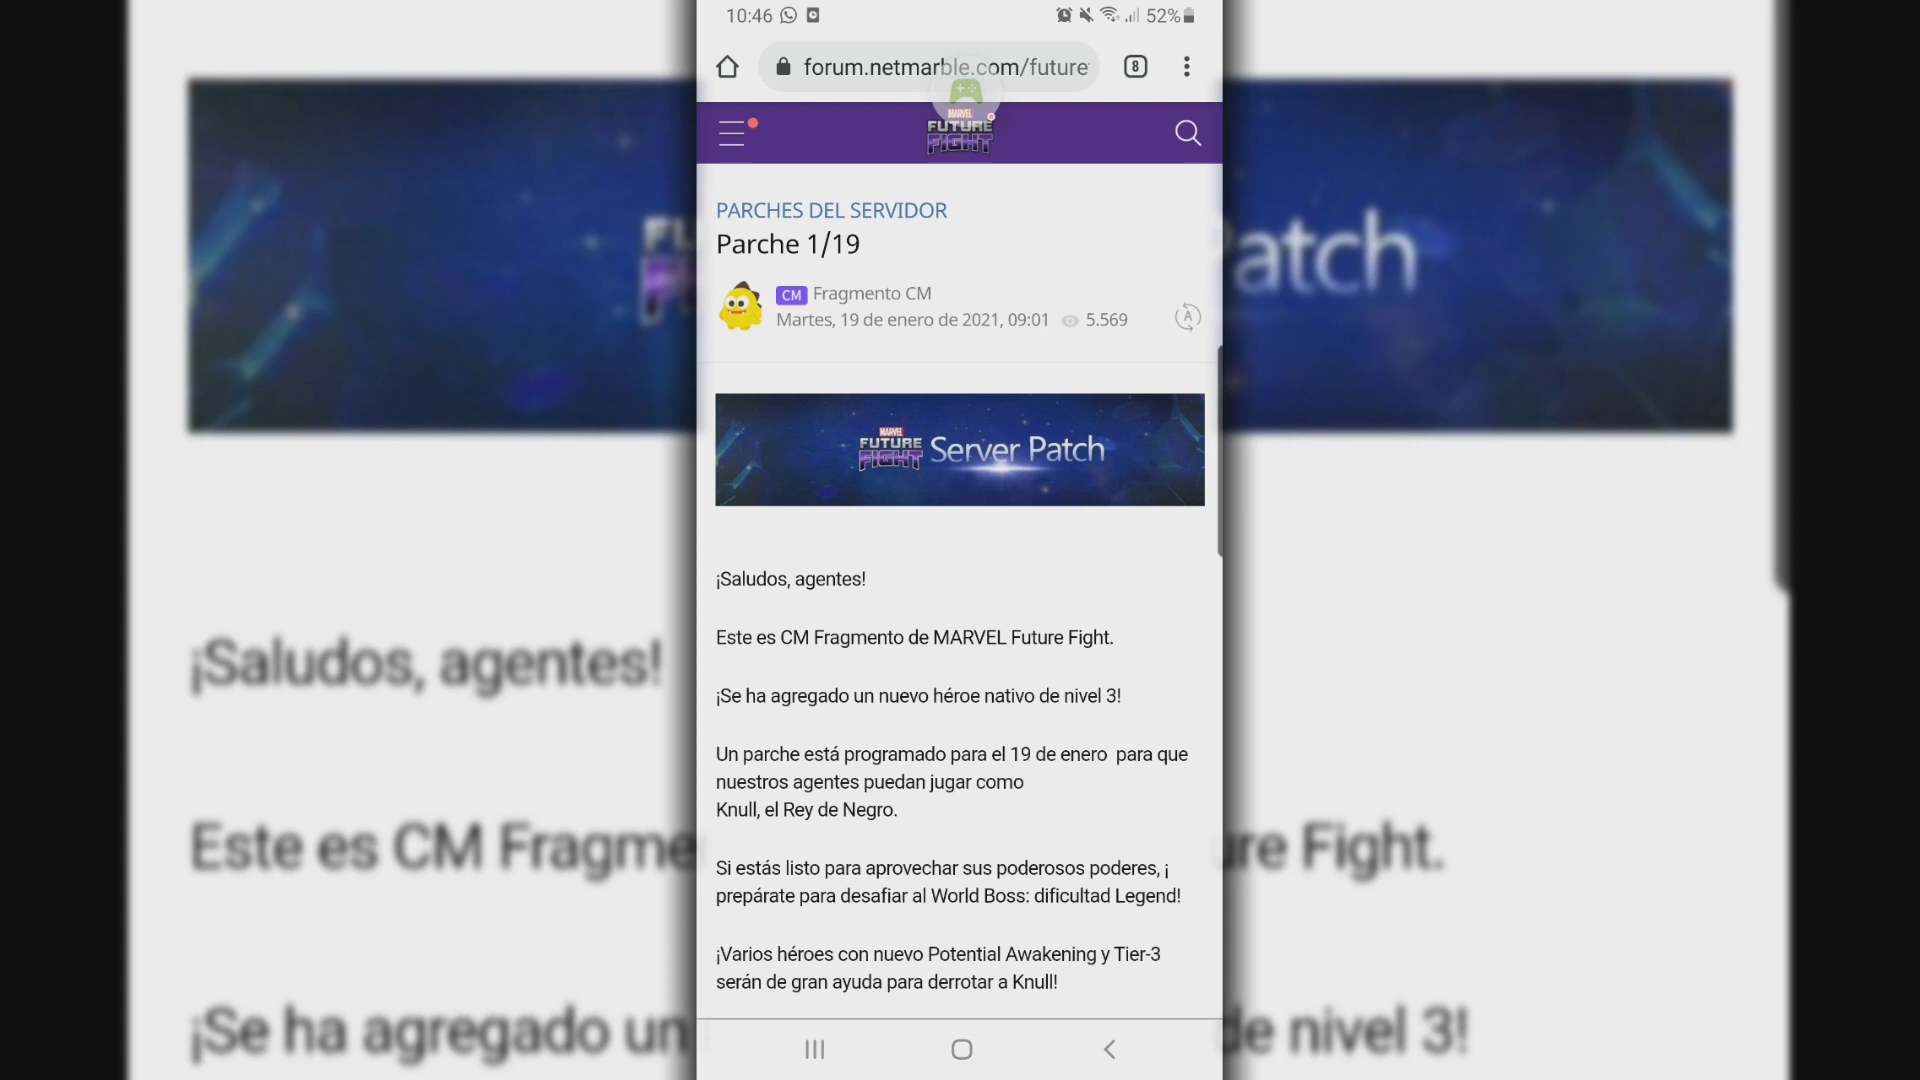 10:46
52%
forum.netmarble.com/future
8
MARVEL
FUTURE
FIGHT
PARCHES DEL SERVIDOR
Parche 1/19
CM Fragmento CM
Martes, 19 de enero de 2021, 09:01 5.569
A
MARVEL
FUTURE
FIGHT
Server Patch
¡Saludos, agentes!
Este es CM Fragmento de MARVEL Future Fight.
¡Se ha agregado un nuevo héroe nativo de nivel 3!
Un parche está programado para el 19 de enero para que
nuestros agentes puedan jugar como
Knull, el Rey de Negro.
Si estás listo para aprovechar sus poderosos poderes, ¡
prepárate para desafiar al World Boss: dificultad Legend!
¡Varios héroes con nuevo Potential Awakening y Tier-3
serán de gran ayuda para derrotar a Knull!
FU
atch
¡Saludos, agentes!
Este es CM Fragme
ure Fight.
¡Se ha agregado un
de nivel 3!